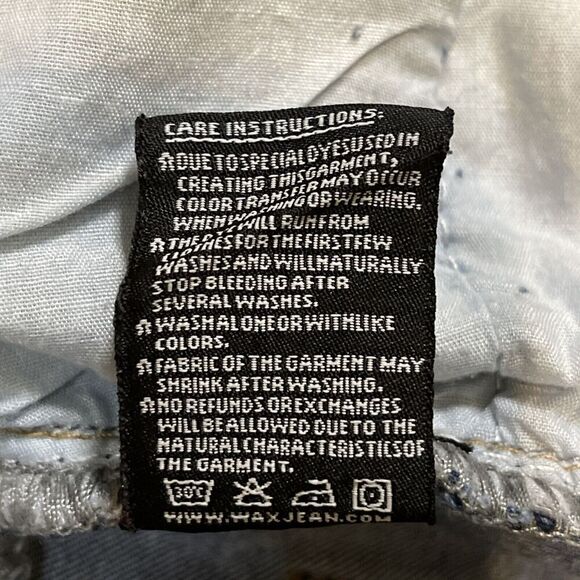 CARE INSTRUCTIONS:
DUE TO SPECIAL DYES USED IN
CREATING THIS GARMENT,
COLOR TRANSFER MAY OCCUR
WHEN WASHING OR WEARING.
WILL RUN FROM
THE FOR THE FIRST FEW
WASHES AND WILL NATURALLY
STOP BLEEDING AFTER
SEVERAL WASHES.
WASH ALONE OR WITH LIKE
COLORS.
FABRIC OF THE GARMENT MAY
SHRINK AFTER WASHING.
NO REFUNDS OR EXCHANGES
WILL BE ALLOWED DUE TO THE
NATURAL CHARACTERISTICS OF
THE GARMENT.
30°C
WWW.WAXJEAN.COM